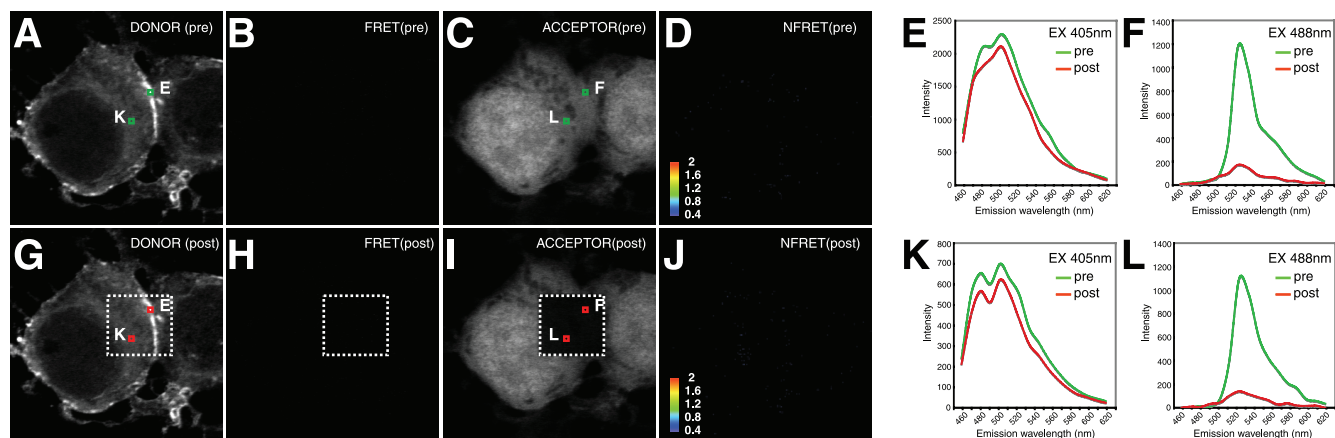 A DONOR (pre)
E
K
B FRET(pre)
C ACCEPTOR (pre)
F
L
D NFRET(pre)
2
1.6
1.2
0.8
0.4
E EX 405nm
pre
post
Intensity
2500
2000
1500
1000
500
0
460 480 500 520 540 560 580 600 620
Emission wavelength (nm)
F EX 488nm
pre
post
Intensity
1400
1200
1000
800
600
400
200
0
460 480 500 520 540 560 580 600 620
Emission wavelength (nm)
G DONOR (post)
E
K
H FRET(post)
I ACCEPTOR(post)
F
L
J NFRET(post)
2
1.6
1.2
0.8
0.4
K EX 405nm
pre
post
Intensity
800
700
600
500
400
300
200
100
0
460 480 500 520 540 560 580 600 620
Emission wavelength (nm)
L EX 488nm
pre
post
Intensity
1400
1200
1000
800
600
400
200
0
460 480 500 520 540 560 580 600 620
Emission wavelength (nm)